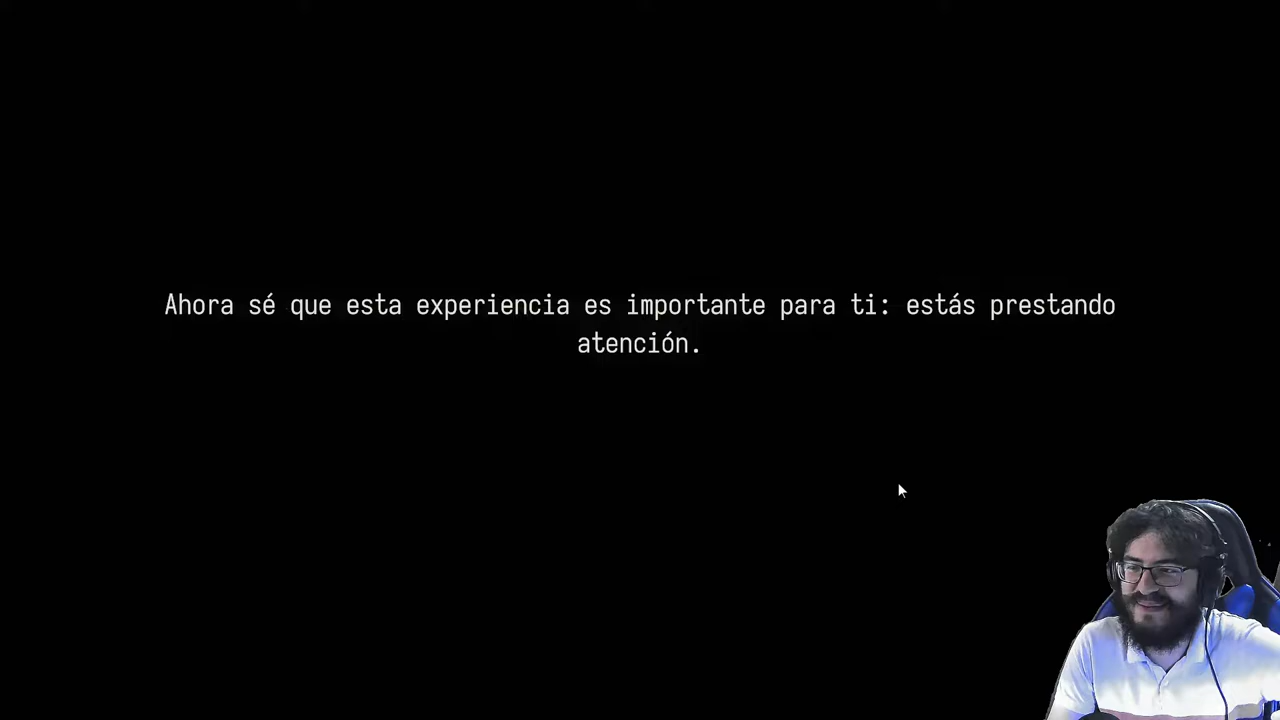 Ahora sé que esta experiencia es importante para ti: estás prestando
atención.